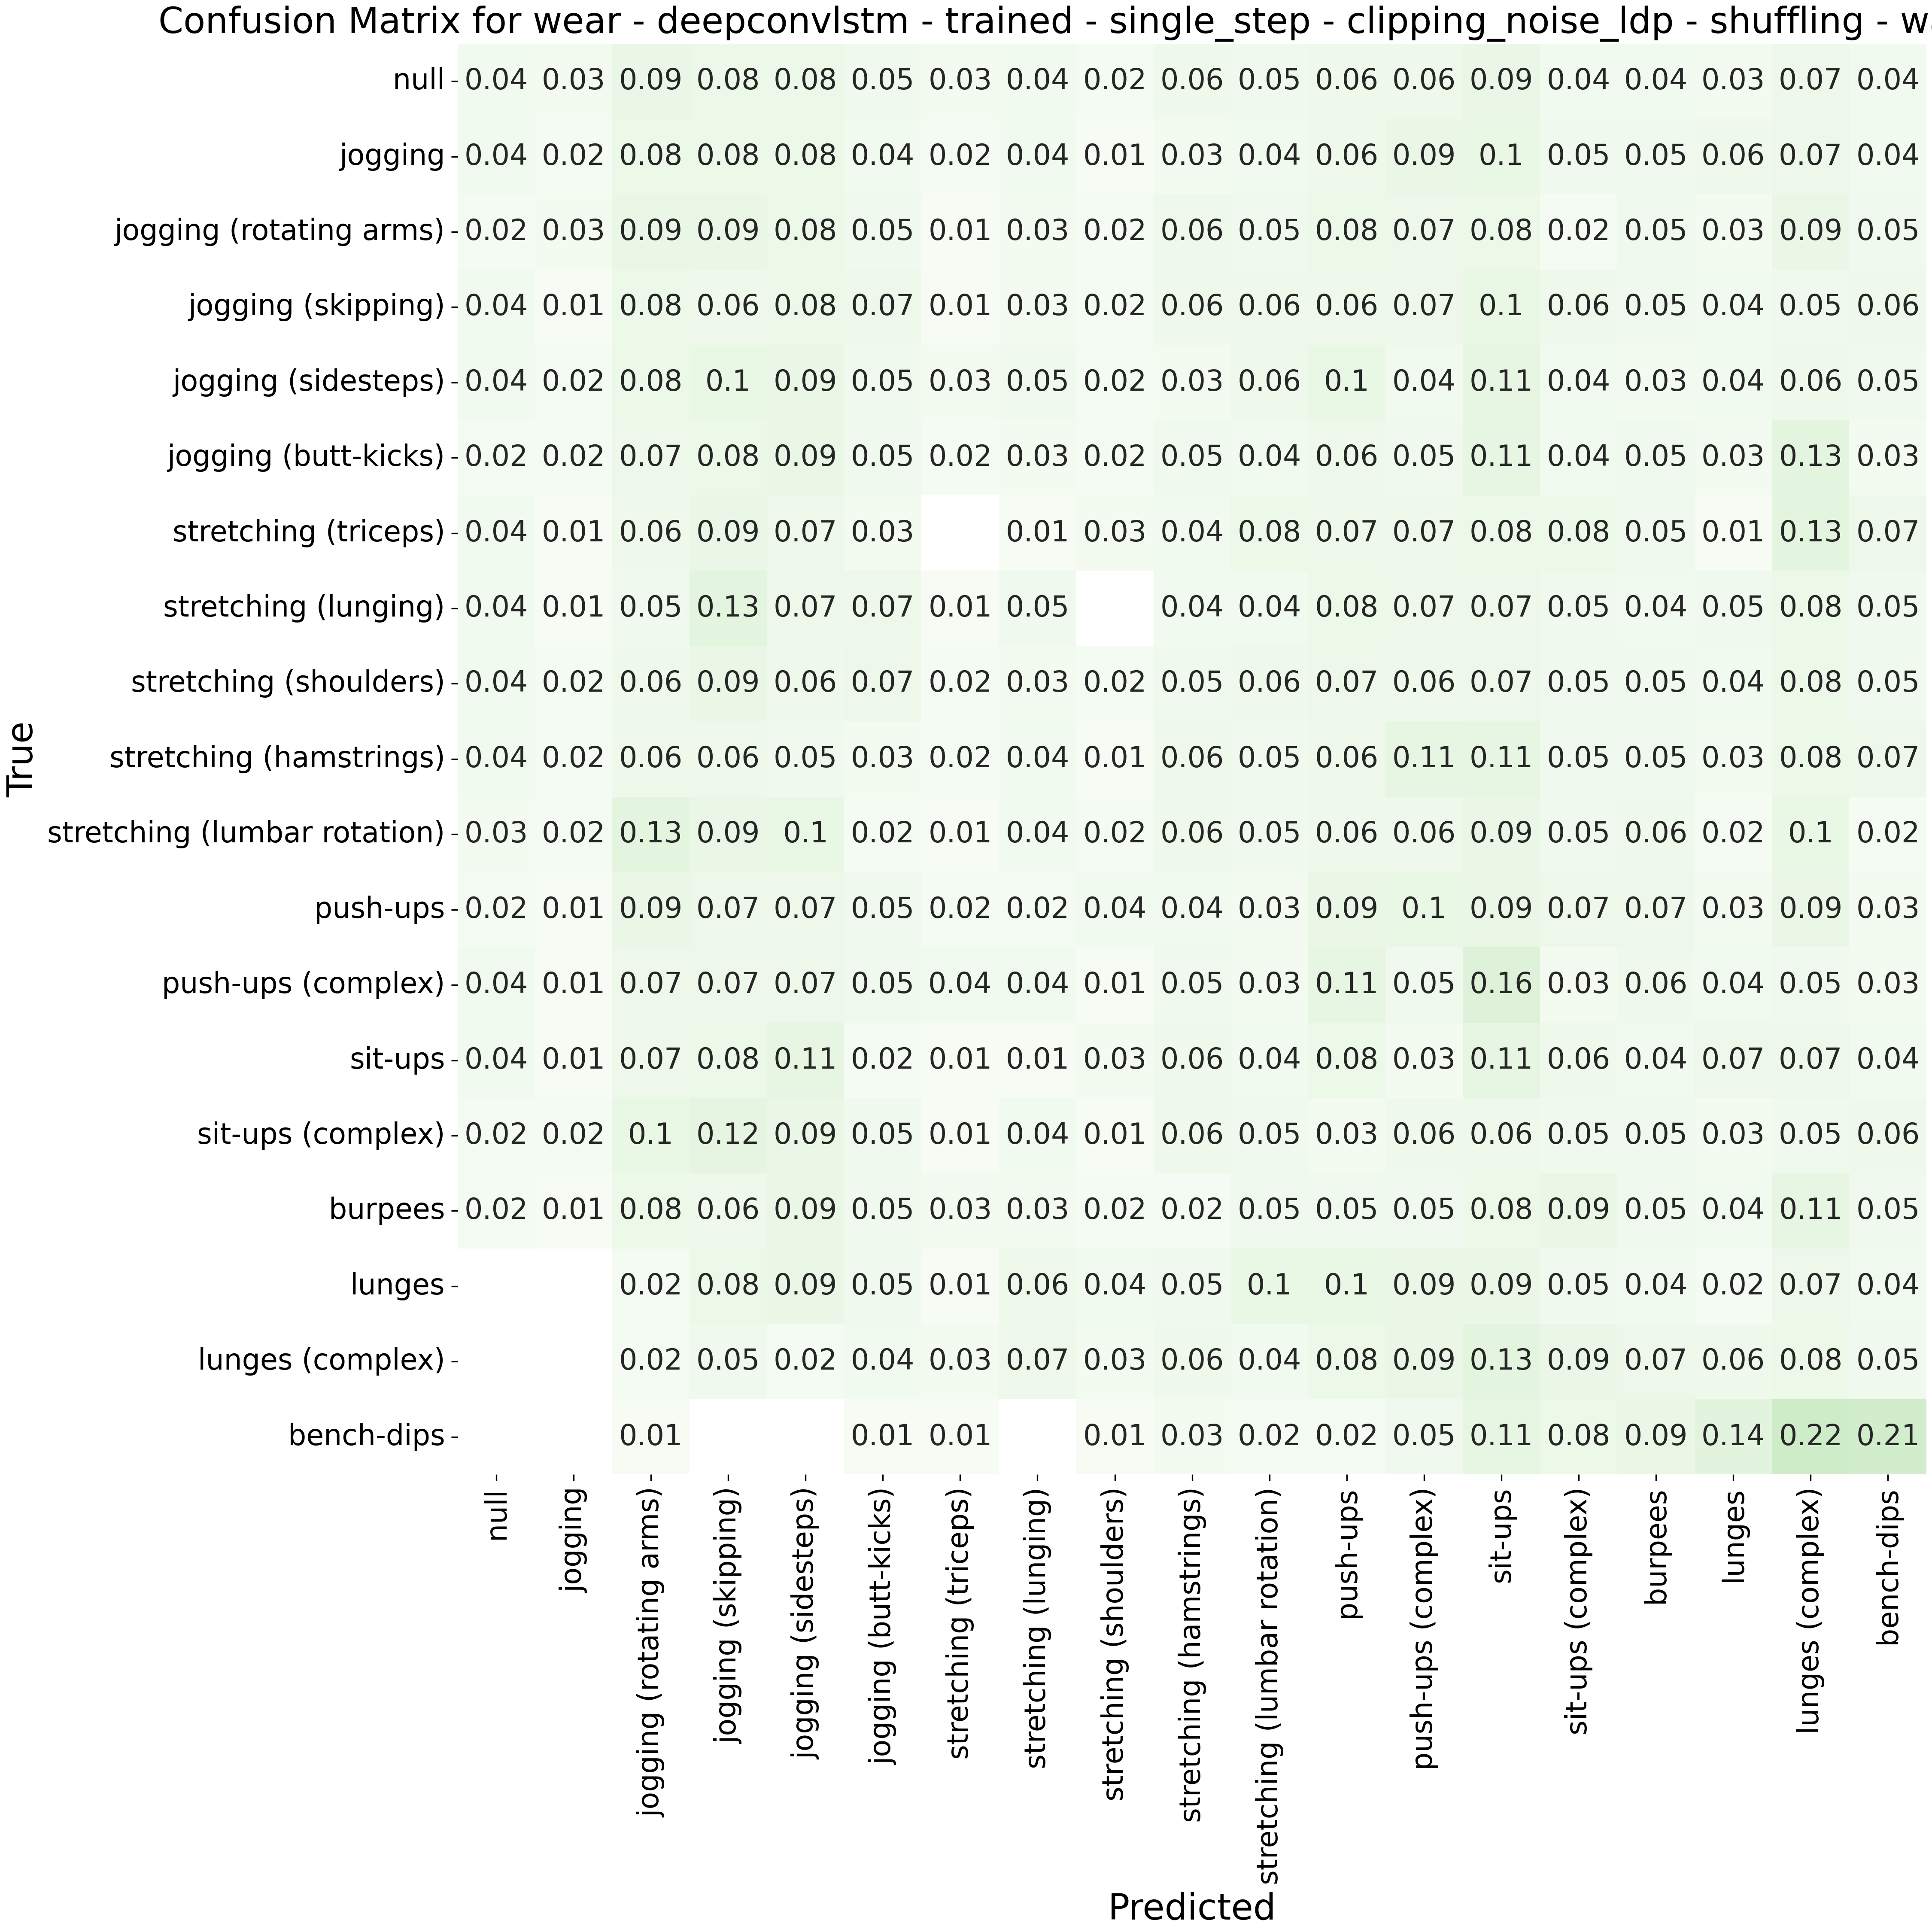 Confusion Matrix for wear - deepconvlstm - trained - single_step - clipping_noise_ldp - shuffling - w
null 0.04 0.03 0.09 0.08 0.08 0.05 0.03 0.04 0.02 0.06 0.05 0.06 0.06 0.09 0.04 0.04 0.03 0.07 0.04
jogging 0.04 0.02 0.08 0.08 0.08 0.04 0.02 0.04 0.01 0.03 0.04 0.06 0.09 0.1 0.05 0.05 0.06 0.07 0.04
jogging (rotating arms) 0.02 0.03 0.09 0.09 0.08 0.05 0.01 0.03 0.02 0.06 0.05 0.08 0.07 0.08 0.02 0.05 0.03 0.09 0.05
jogging (skipping) 0.04 0.01 0.08 0.06 0.08 0.07 0.01 0.03 0.02 0.06 0.06 0.06 0.07 0.1 0.06 0.05 0.04 0.05 0.06
jogging (sidesteps) 0.04 0.02 0.08 0.1 0.09 0.05 0.03 0.05 0.02 0.03 0.06 0.1 0.04 0.11 0.04 0.03 0.04 0.06 0.05
jogging (butt-kicks) 0.02 0.02 0.07 0.08 0.09 0.05 0.02 0.03 0.02 0.05 0.04 0.06 0.05 0.11 0.04 0.05 0.03 0.13 0.03
stretching (triceps) 0.04 0.01 0.06 0.09 0.07 0.03 0.01 0.03 0.04 0.08 0.07 0.07 0.08 0.08 0.05 0.01 0.13 0.07
stretching (lunging) 0.04 0.01 0.05 0.13 0.07 0.07 0.01 0.05 0.04 0.04 0.08 0.07 0.07 0.05 0.04 0.05 0.08 0.05
stretching (shoulders) 0.04 0.02 0.06 0.09 0.06 0.07 0.02 0.03 0.02 0.05 0.06 0.07 0.06 0.07 0.05 0.05 0.04 0.08 0.05
stretching (hamstrings) 0.04 0.02 0.06 0.06 0.05 0.03 0.02 0.04 0.01 0.06 0.05 0.06 0.11 0.11 0.05 0.05 0.03 0.08 0.07
stretching (lumbar rotation) 0.03 0.02 0.13 0.09 0.1 0.02 0.01 0.04 0.02 0.06 0.05 0.06 0.06 0.09 0.05 0.06 0.02 0.1 0.02
push-ups 0.02 0.01 0.09 0.07 0.07 0.05 0.02 0.02 0.04 0.04 0.03 0.09 0.1 0.09 0.07 0.07 0.03 0.09 0.03
push-ups (complex) 0.04 0.01 0.07 0.07 0.07 0.05 0.04 0.04 0.01 0.05 0.03 0.11 0.05 0.16 0.03 0.06 0.04 0.05 0.03
sit-ups 0.04 0.01 0.07 0.08 0.11 0.02 0.01 0.01 0.03 0.06 0.04 0.08 0.03 0.11 0.06 0.04 0.07 0.07 0.04
sit-ups (complex) 0.02 0.02 0.1 0.12 0.09 0.05 0.01 0.04 0.01 0.06 0.05 0.03 0.06 0.06 0.05 0.05 0.03 0.05 0.06
burpees 0.02 0.01 0.08 0.06 0.09 0.05 0.03 0.03 0.02 0.02 0.05 0.05 0.05 0.08 0.09 0.05 0.04 0.11 0.05
lunges 0.02 0.08 0.09 0.05 0.01 0.06 0.04 0.05 0.1 0.1 0.09 0.09 0.05 0.04 0.02 0.07 0.04
lunges (complex) 0.02 0.05 0.02 0.04 0.03 0.07 0.03 0.06 0.04 0.08 0.09 0.13 0.09 0.07 0.06 0.08 0.05
bench-dips 0.01 0.01 0.01 0.01 0.03 0.02 0.02 0.05 0.11 0.08 0.09 0.14 0.22 0.21
True
null
jogging
jogging (rotating arms)
jogging (skipping)
jogging (sidesteps)
jogging (butt-kicks)
stretching (triceps)
stretching (lunging)
stretching (shoulders)
stretching (hamstrings)
stretching (lumbar rotation)
push-ups
push-ups (complex)
sit-ups
sit-ups (complex)
burpees
lunges
lunges (complex)
bench-dips
Predicted